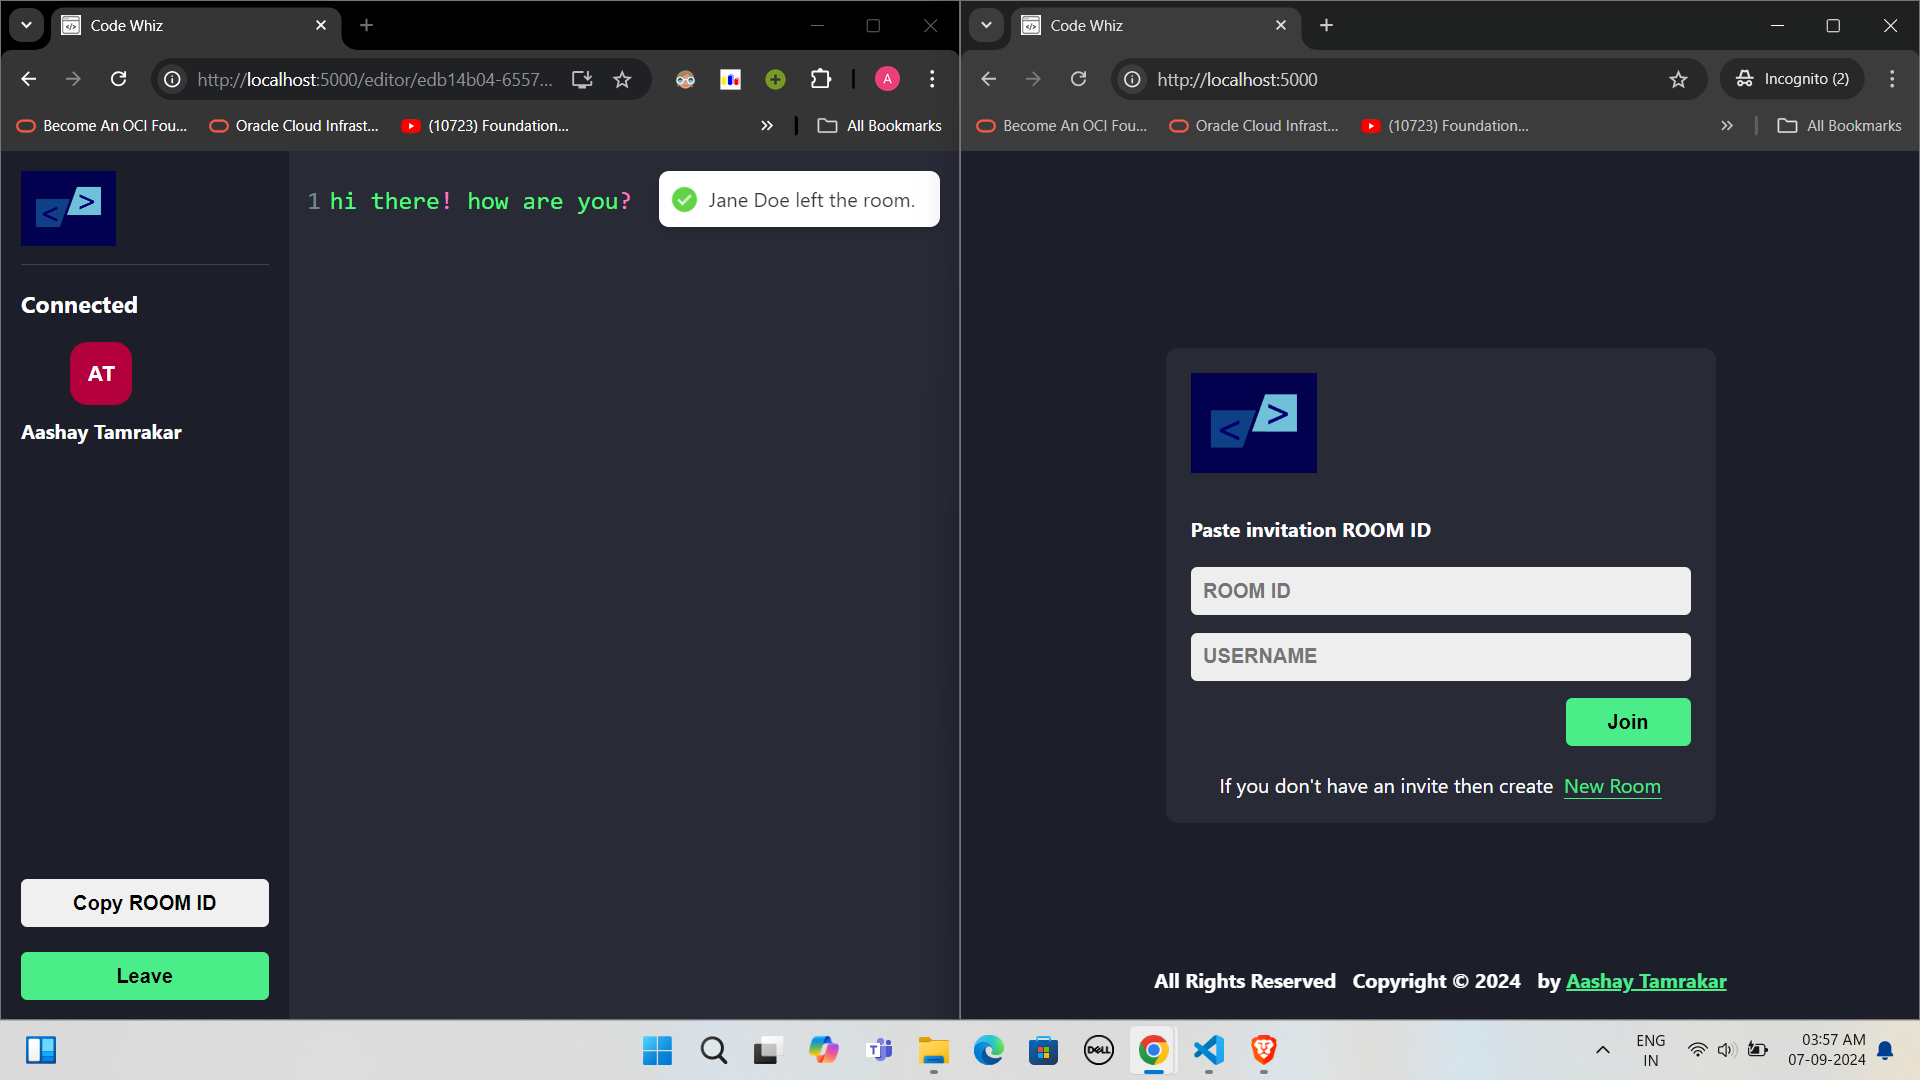 Code Whiz
http://localhost:5000/editor/edb14b04-6557...
A
Become An OCI Fou...
Oracle Cloud Infrast...
(10723) Foundation...
All Bookmarks
< >
1 hi there! how are you?
Jane Doe left the room.
Connected
AT
Aashay Tamrakar
Copy ROOM ID
Leave
Code Whiz
http://localhost:5000
Incognito (2)
Become An OCI Fou...
Oracle Cloud Infrast...
(10723) Foundation...
All Bookmarks
< >
Paste invitation ROOM ID
ROOM ID
USERNAME
Join
If you don't have an invite then create New Room
All Rights Reserved Copyright © 2024 by Aashay Tamrakar
DELL
ENG
IN
03:57 AM
07-09-2024